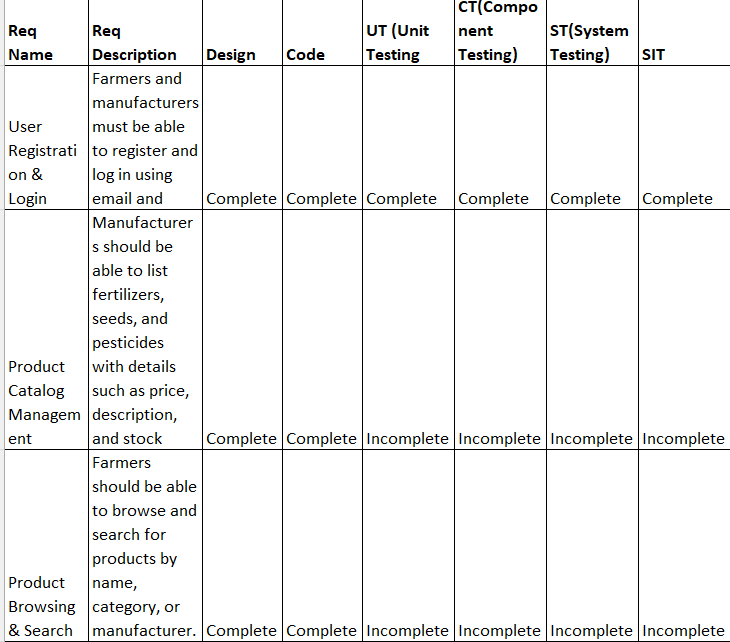 Req Name | Req Description | Design | Code | UT (Unit Testing | CT(Component Testing) | ST(System Testing) | SIT
User Registration & Login | Farmers and manufacturers must be able to register and log in using email and | Complete | Complete | Complete | Complete | Complete | Complete
Product Catalog Management | Manufacturers should be able to list fertilizers, seeds, and pesticides with details such as price, description, and stock | Complete | Complete | Incomplete | Incomplete | Incomplete | Incomplete
Product Browsing & Search | Farmers should be able to browse and search for products by name, category, or manufacturer. | Complete | Complete | Incomplete | Incomplete | Incomplete | Incomplete